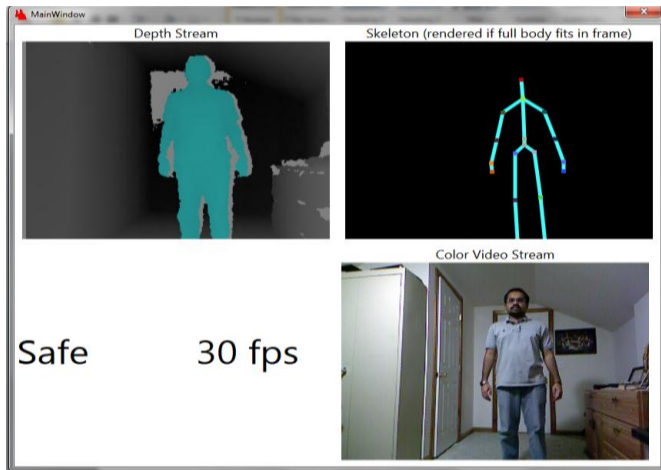 MainWindow
Depth Stream
Skeleton (rendered if full body fits in frame)
Color Video Stream
Safe
30 fps